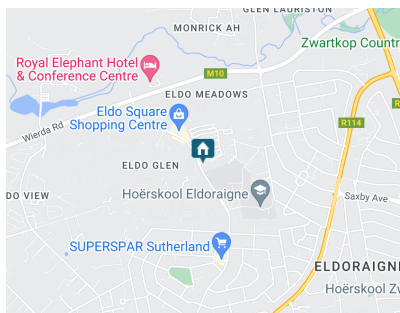 GLEN LAURISTON
MONRICK AH
Zwartkop Country
Royal Elephant Hotel
& Conference Centre
M10
ELDO MEADOWS
Eldo Square
Shopping Centre
R114
Wierda Rd
ELDO GLEN
DO VIEW
Hoërskool Eldoraigne
Saxby Ave
SUPERSPAR Sutherland
ELDORAIGNE
Hoërskool Zw